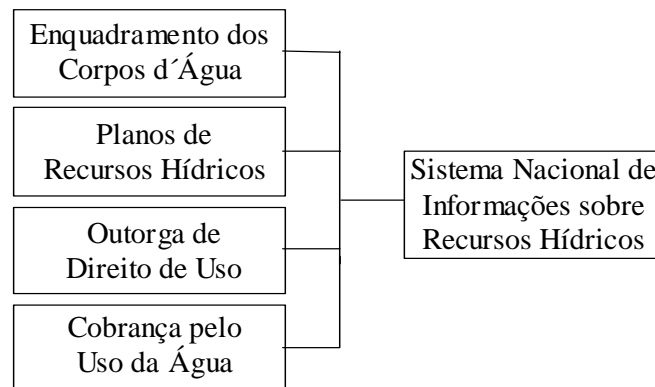 Enquadramento dos
Corpos d´Água
Planos de
Recursos Hídricos
Outorga de
Direito de Uso
Cobrança pelo
Uso da Água
Sistema Nacional de
Informações sobre
Recursos Hídricos